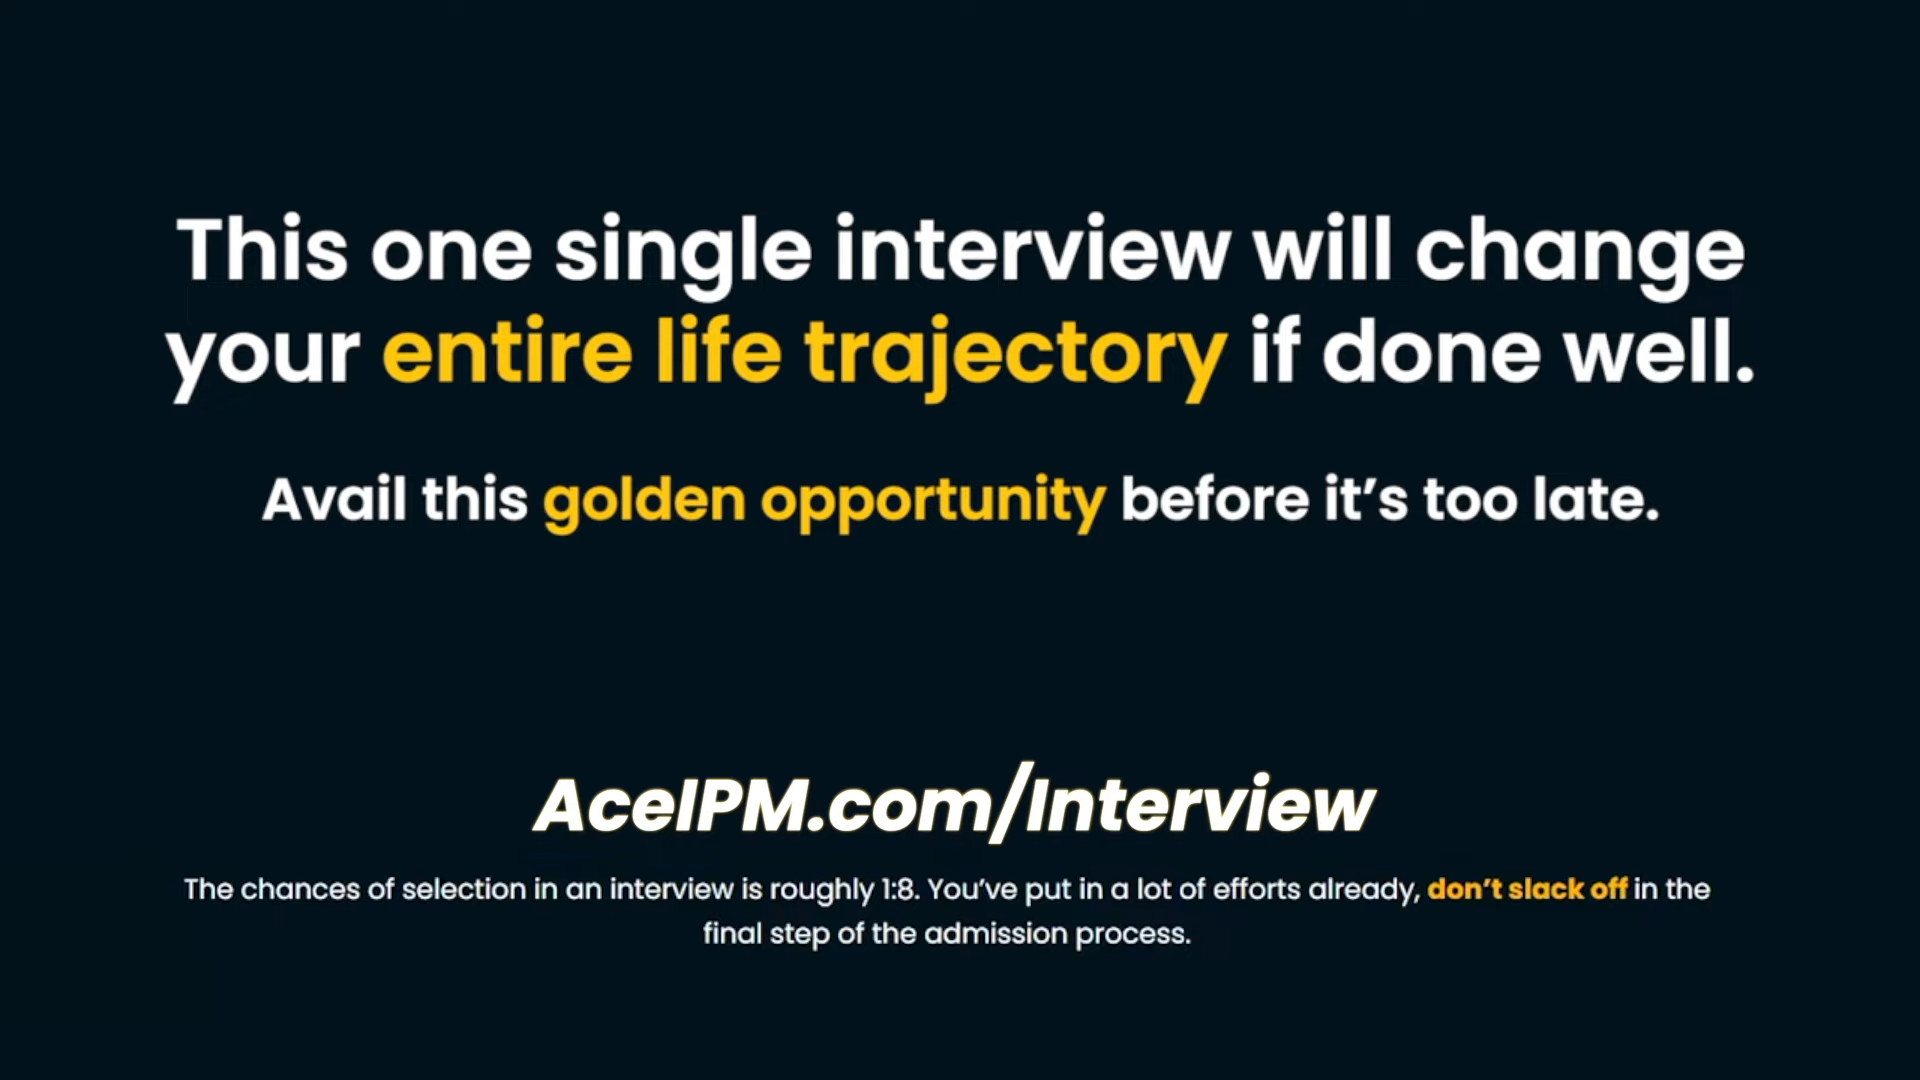 This one single interview will change
your entire life trajectory if done well.
Avail this golden opportunity before it’s too late.
AceIPM.com/Interview
The chances of selection in an interview is roughly 1:8. You’ve put in a lot of efforts already, don’t slack off in the
final step of the admission process.